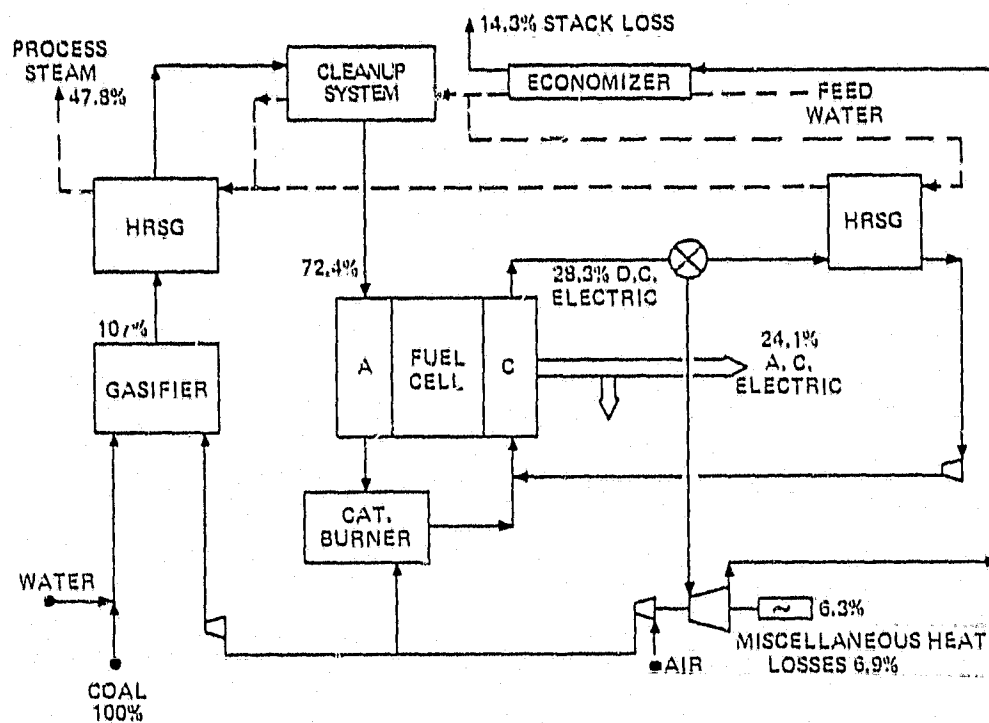 14.3% STACK LOSS
PROCESS
STEAM
47.8%
CLEANUP
SYSTEM
ECONOMIZER
FEED
WATER
HRSG
HRSG
72.4%
28.3% D.C.
ELECTRIC
107%
24.1%
A.C.
ELECTRIC
A
FUEL
CELL
C
GASIFIER
CAT.
BURNER
WATER
~
6.3%
MISCELLANEOUS HEAT
LOSSES 6.9%
AIR
COAL
100%